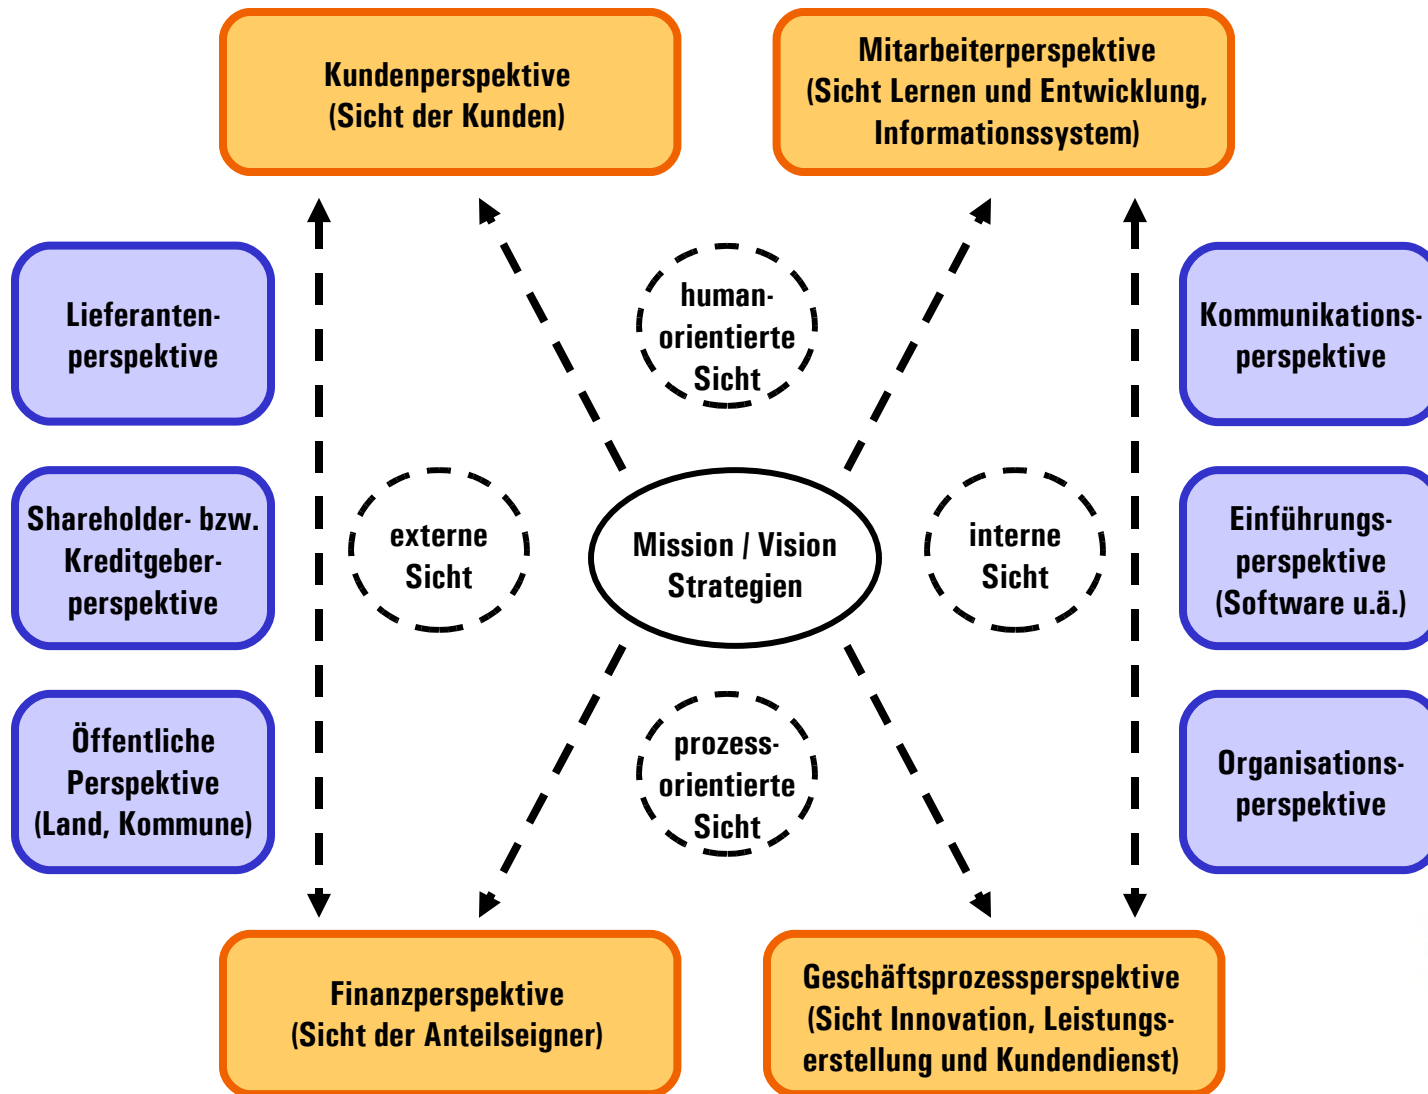 Kundenperspektive
(Sicht der Kunden)
Mitarbeiterperspektive
(Sicht Lernen und Entwicklung,
Informationssystem)
Lieferanten-
perspektive
human-
orientierte
Sicht
Kommunikations-
perspektive
Shareholder- bzw.
Kreditgeber-
perspektive
externe
Sicht
Mission / Vision
Strategien
interne
Sicht
Einführungs-
perspektive
(Software u.ä.)
Öffentliche
Perspektive
(Land, Kommune)
prozess-
orientierte
Sicht
Organisations-
perspektive
Finanzperspektive
(Sicht der Anteilseigner)
Geschäftsprozessperspektive
(Sicht Innovation, Leistungs-
erstellung und Kundendienst)